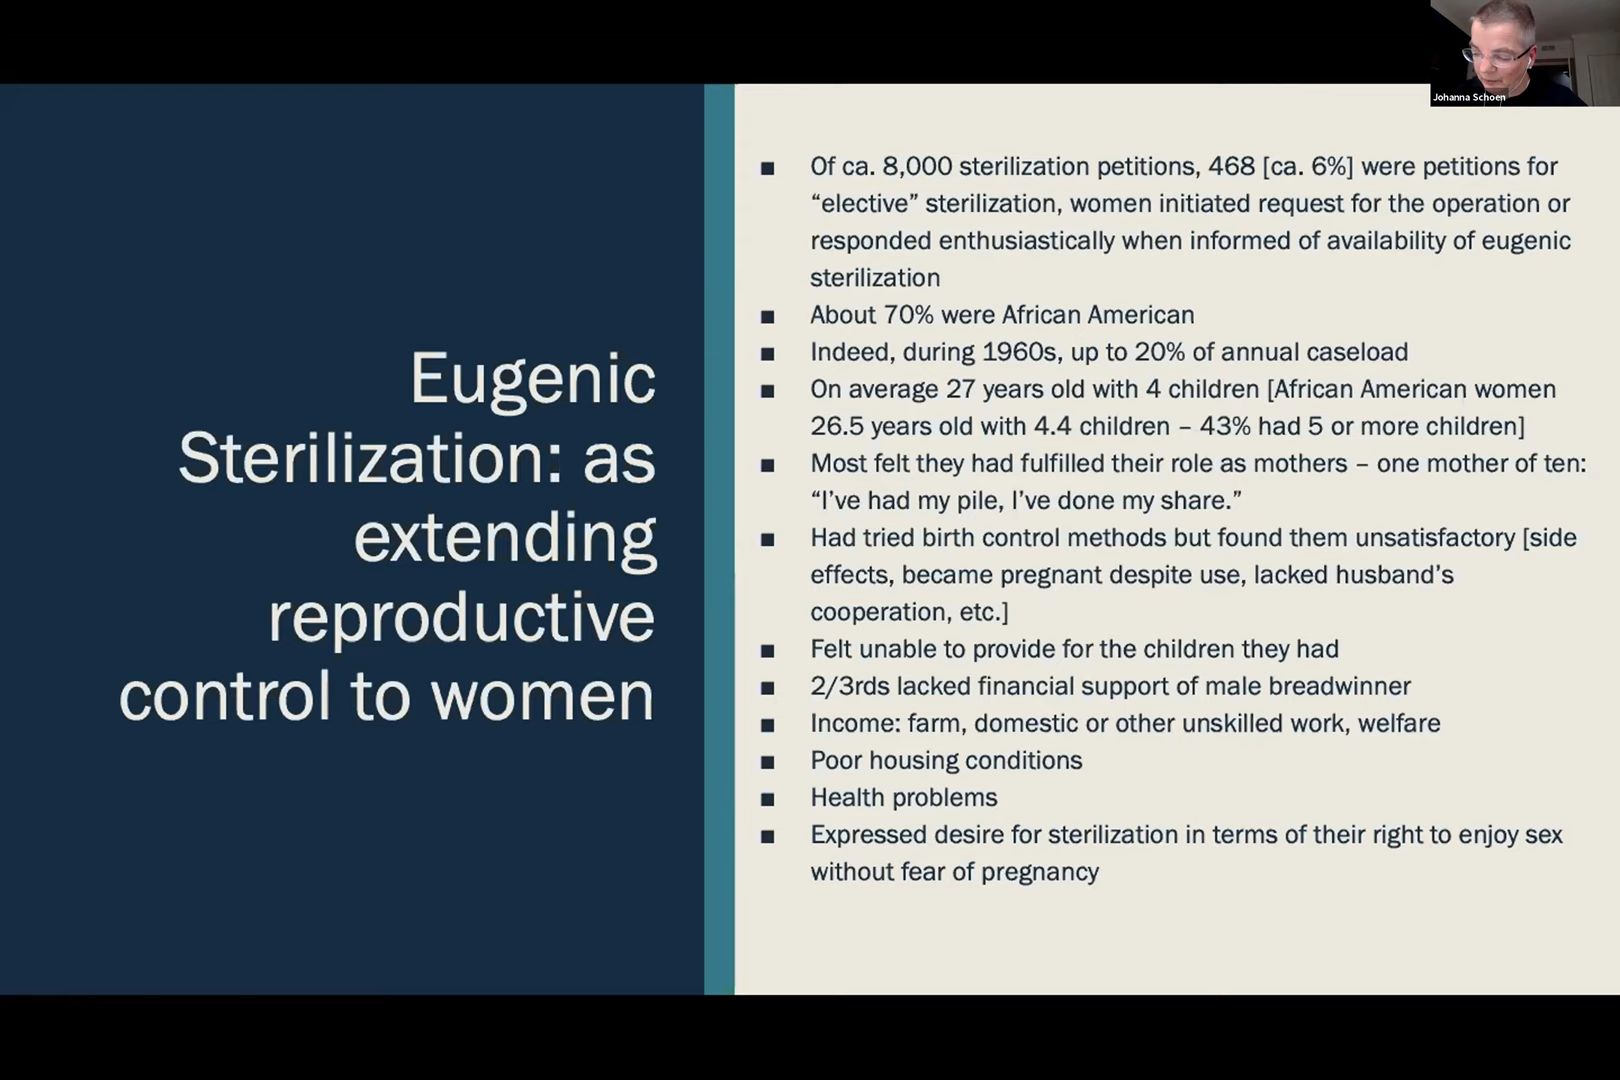 Johanna Schoen
Eugenic
Sterilization: as
extending
reproductive
control to women
■ Of ca. 8,000 sterilization petitions, 468 [ca. 6%] were petitions for
“elective” sterilization, women initiated request for the operation or
responded enthusiastically when informed of availability of eugenic
sterilization
■ About 70% were African American
■ Indeed, during 1960s, up to 20% of annual caseload
■ On average 27 years old with 4 children [African American women
26.5 years old with 4.4 children – 43% had 5 or more children]
■ Most felt they had fulfilled their role as mothers – one mother of ten:
“I’ve had my pile, I’ve done my share.”
■ Had tried birth control methods but found them unsatisfactory [side
effects, became pregnant despite use, lacked husband’s
cooperation, etc.]
■ Felt unable to provide for the children they had
■ 2/3rds lacked financial support of male breadwinner
■ Income: farm, domestic or other unskilled work, welfare
■ Poor housing conditions
■ Health problems
■ Expressed desire for sterilization in terms of their right to enjoy sex
without fear of pregnancy